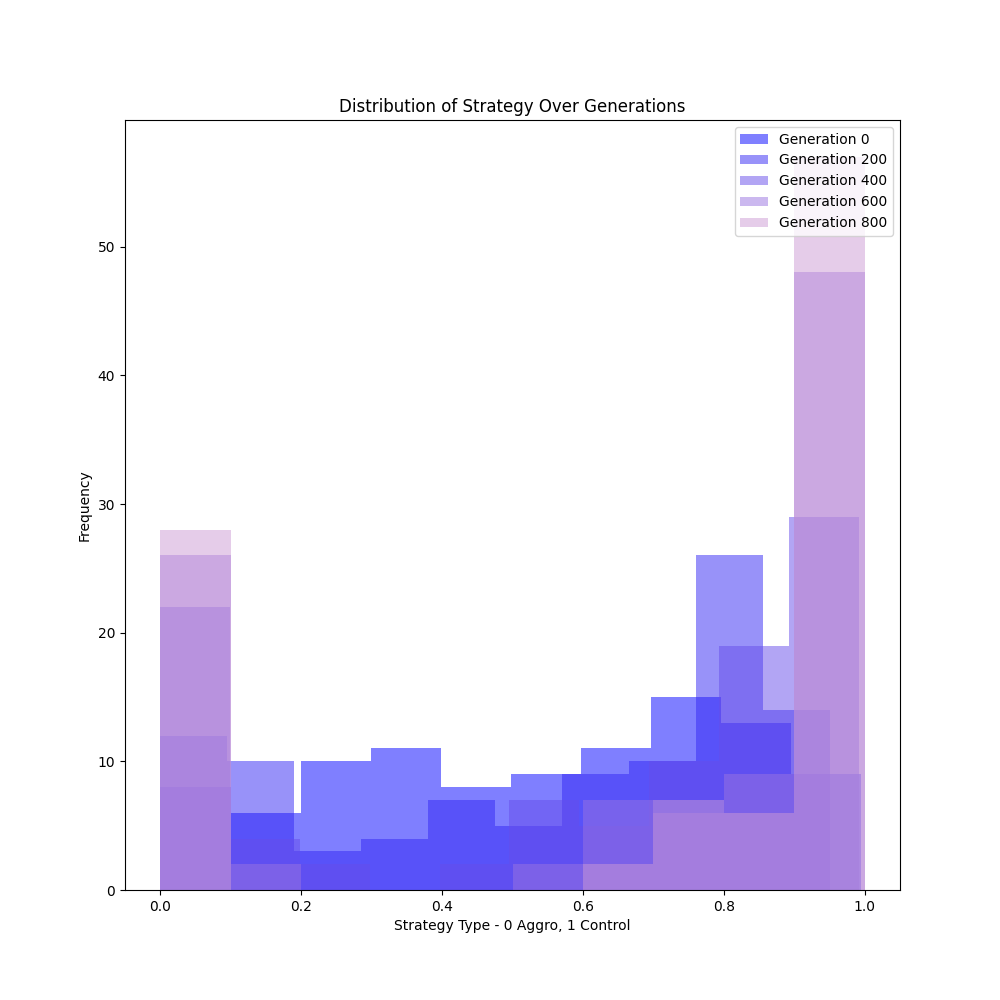 Distribution of Strategy Over Generations
Generation 0
Generation 200
Generation 400
Generation 600
Generation 800
Frequency
50
40
30
20
10
0
0.0 0.2 0.4 0.6 0.8 1.0
Strategy Type - 0 Aggro, 1 Control